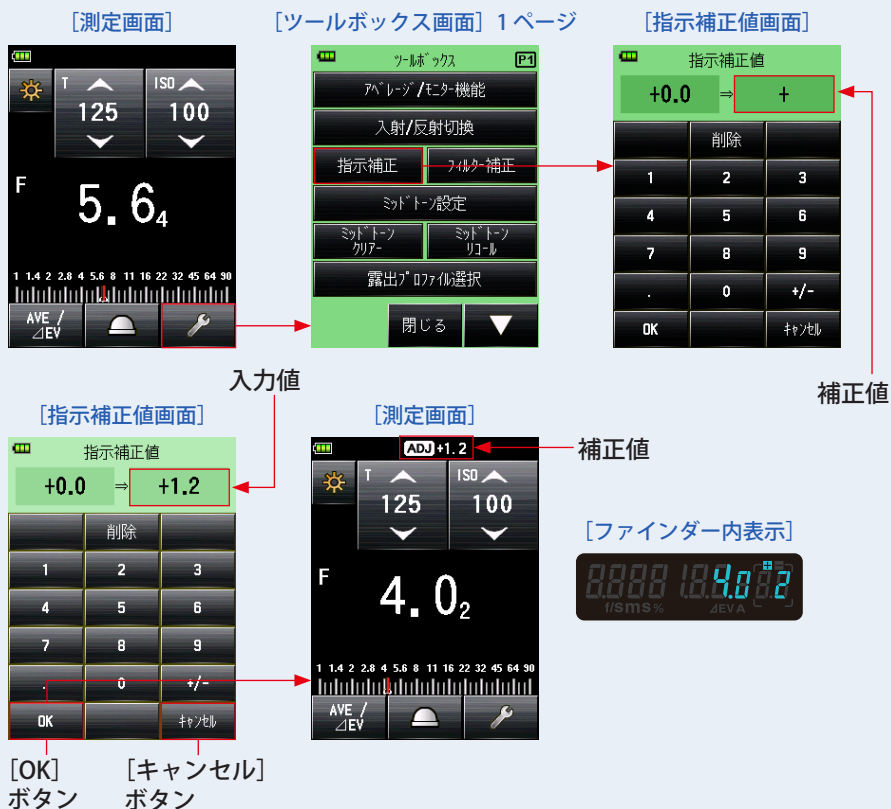 ［測定画面］
［ツールボックス画面］1 ページ
［指示補正値画面］
T
125
ISO
100
F
5.6₄
1 1.4 2 2.8 4 5.6 8 11 16 22 32 45 64 90
AVE /
⊿EV
ﾂｰﾙﾎﾞｯｸｽ
P1
ｱﾍﾞﾚｰｼﾞ/ﾓﾆﾀｰ機能
入射/反射切換
指示補正
ﾌｨﾙﾀｰ補正
ﾐｯﾄﾞﾄｰﾝ設定
ﾐｯﾄﾞﾄｰﾝ
ｸﾘｱｰ
ﾐｯﾄﾞﾄｰﾝ
ﾘｺｰﾙ
露出ﾌﾟﾛﾌｧｲﾙ選択
閉じる
指示補正値
+0.0 ⇒ +
削除
1 2 3
4 5 6
7 8 9
. 0 +/-
OK ｷｬﾝｾﾙ
補正値
入力値
［指示補正値画面］
指示補正値
+0.0 ⇒ +1.2
削除
1 2 3
4 5 6
7 8 9
. 0 +/-
OK ｷｬﾝｾﾙ
［OK］
ボタン
［キャンセル］
ボタン
［測定画面］
ADJ +1.2
補正値
T
125
ISO
100
F
4.0₂
1 1.4 2 2.8 4 5.6 8 11 16 22 32 45 64 90
AVE /
⊿EV
［ファインダー内表示］
4.0 2
f/sms% ⊿EVA